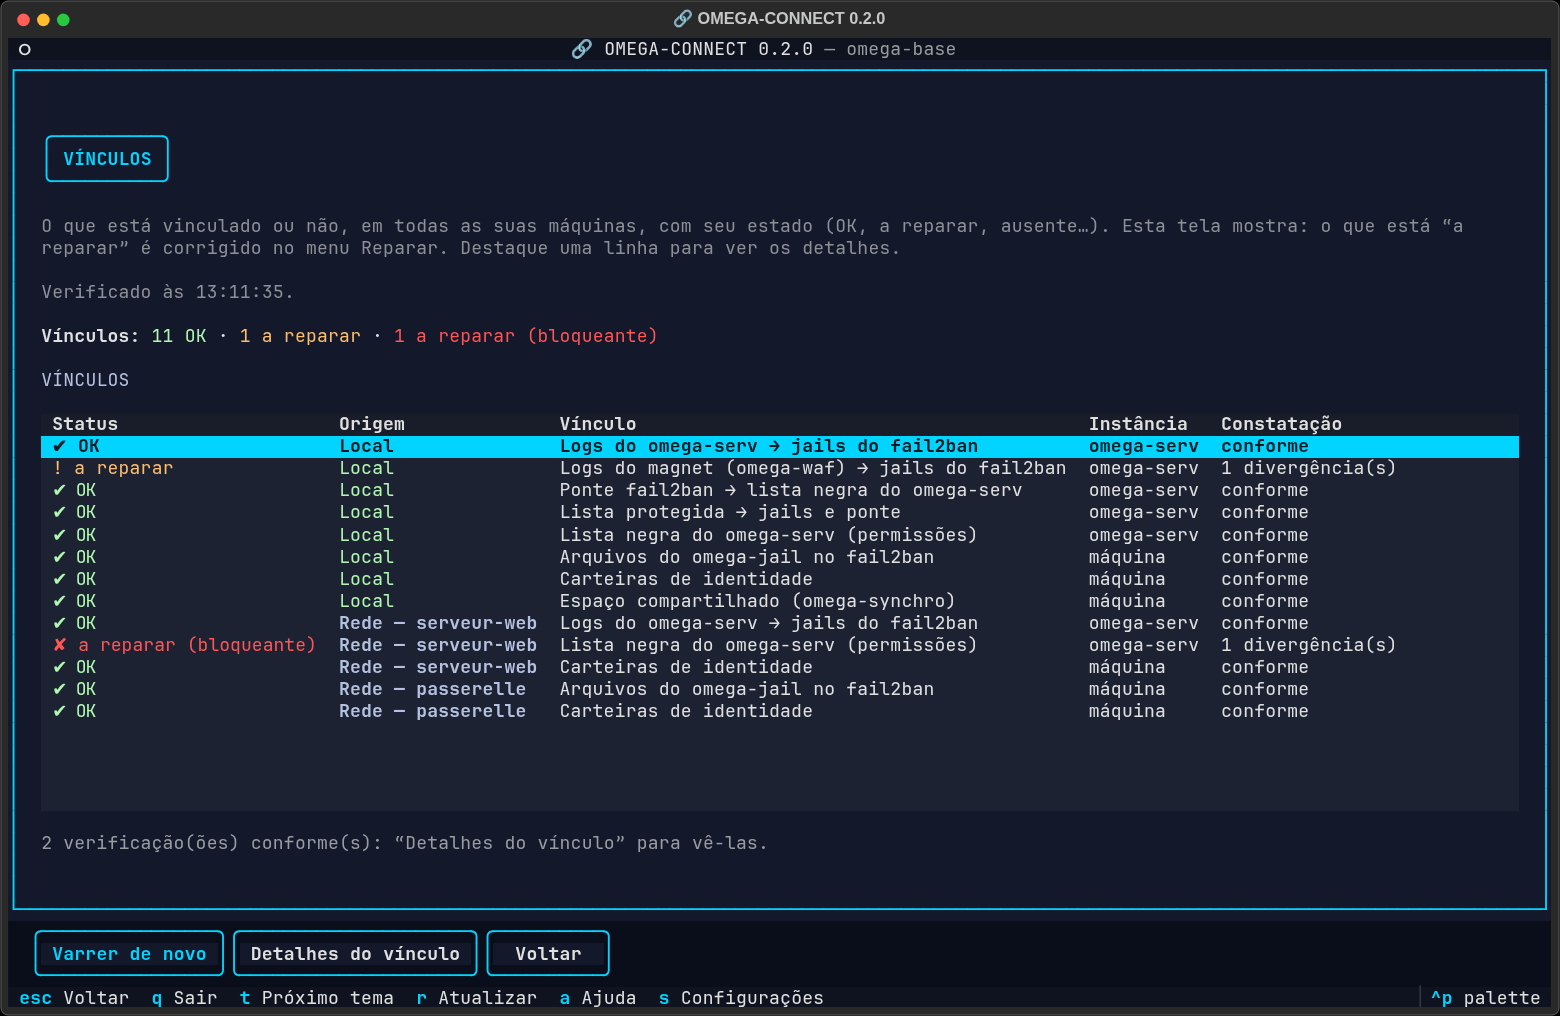 🔗 OMEGA-CONNECT 0.2.0
🔗 OMEGA-CONNECT 0.2.0 — omega-base
VÍNCULOS
O que está vinculado ou não, em todas as suas máquinas, com seu estado (OK, a reparar, ausente…). Esta tela mostra: o que está “a
reparar” é corrigido no menu Reparar. Destaque uma linha para ver os detalhes.
Verificado às 13:11:35.
Vínculos: 11 OK · 1 a reparar · 1 a reparar (bloqueante)
VÍNCULOS
Status Origem Vínculo Instância Constatação
✔ OK Local Logs do omega-serv → jails do fail2ban omega-serv conforme
! a reparar Local Logs do magnet (omega-waf) → jails do fail2ban omega-serv 1 divergência(s)
✔ OK Local Ponte fail2ban → lista negra do omega-serv omega-serv conforme
✔ OK Local Lista protegida → jails e ponte omega-serv conforme
✔ OK Local Lista negra do omega-serv (permissões) omega-serv conforme
✔ OK Local Arquivos do omega-jail no fail2ban máquina conforme
✔ OK Local Carteiras de identidade máquina conforme
✔ OK Local Espaço compartilhado (omega-synchro) máquina conforme
✔ OK Rede — serveur-web Logs do omega-serv → jails do fail2ban omega-serv conforme
✘ a reparar (bloqueante) Rede — serveur-web Lista negra do omega-serv (permissões) omega-serv 1 divergência(s)
✔ OK Rede — serveur-web Carteiras de identidade máquina conforme
✔ OK Rede — passerelle Arquivos do omega-jail no fail2ban máquina conforme
✔ OK Rede — passerelle Carteiras de identidade máquina conforme
2 verificação(ões) conforme(s): “Detalhes do vínculo” para vê-las.
Varrer de novo Detalhes do vínculo Voltar
esc Voltar q Sair t Próximo tema r Atualizar a Ajuda s Configurações ^p palette